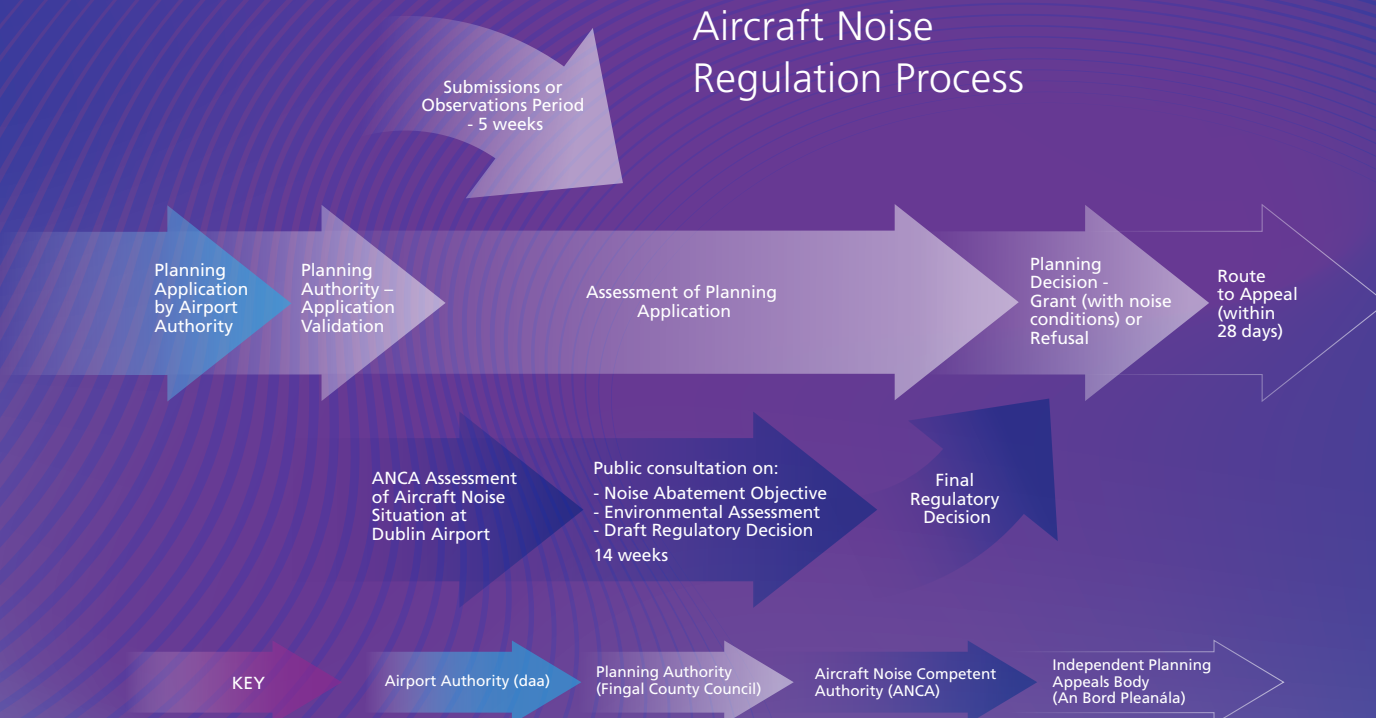 Aircraft Noise
Regulation Process
Submissions or
Observations Period
- 5 weeks
Planning
Application
by Airport
Authority
Planning
Authority –
Application
Validation
Assessment of Planning
Application
Planning
Decision -
Grant (with noise
conditions) or
Refusal
Route
to Appeal
(within
28 days)
ANCA Assessment
of Aircraft Noise
Situation at
Dublin Airport
Public consultation on:
- Noise Abatement Objective
- Environmental Assessment
- Draft Regulatory Decision
14 weeks
Final
Regulatory
Decision
KEY
Airport Authority (daa)
Planning Authority
(Fingal County Council)
Aircraft Noise Competent
Authority (ANCA)
Independent Planning
Appeals Body
(An Bord Pleanála)